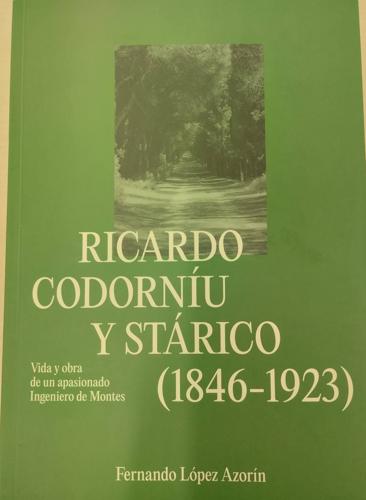 RICARDO
CODORNÍU
Y STÁRICO
(1846-1923)
Vida y obra
de un apasionado
Ingeniero de Montes
Fernando López Azorín